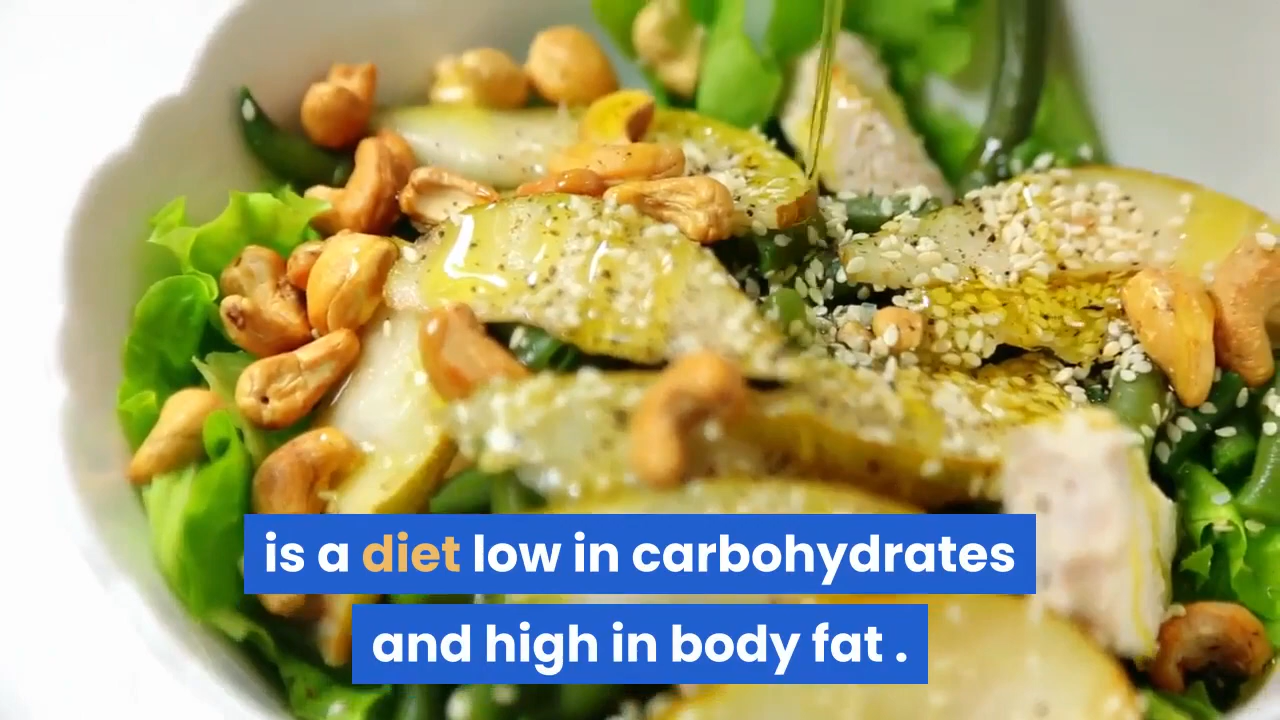 is a diet low in carbohydrates
and high in body fat .